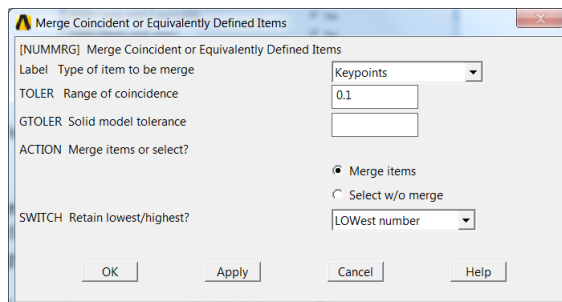 Merge Coincident or Equivalently Defined Items
[NUMMRG] Merge Coincident or Equivalently Defined Items
Label Type of item to be merge Keypoints
TOLER Range of coincidence 0.1
GTOLER Solid model tolerance
ACTION Merge items or select?
Merge items
Select w/o merge
SWITCH Retain lowest/highest? LOWest number
OK Apply Cancel Help